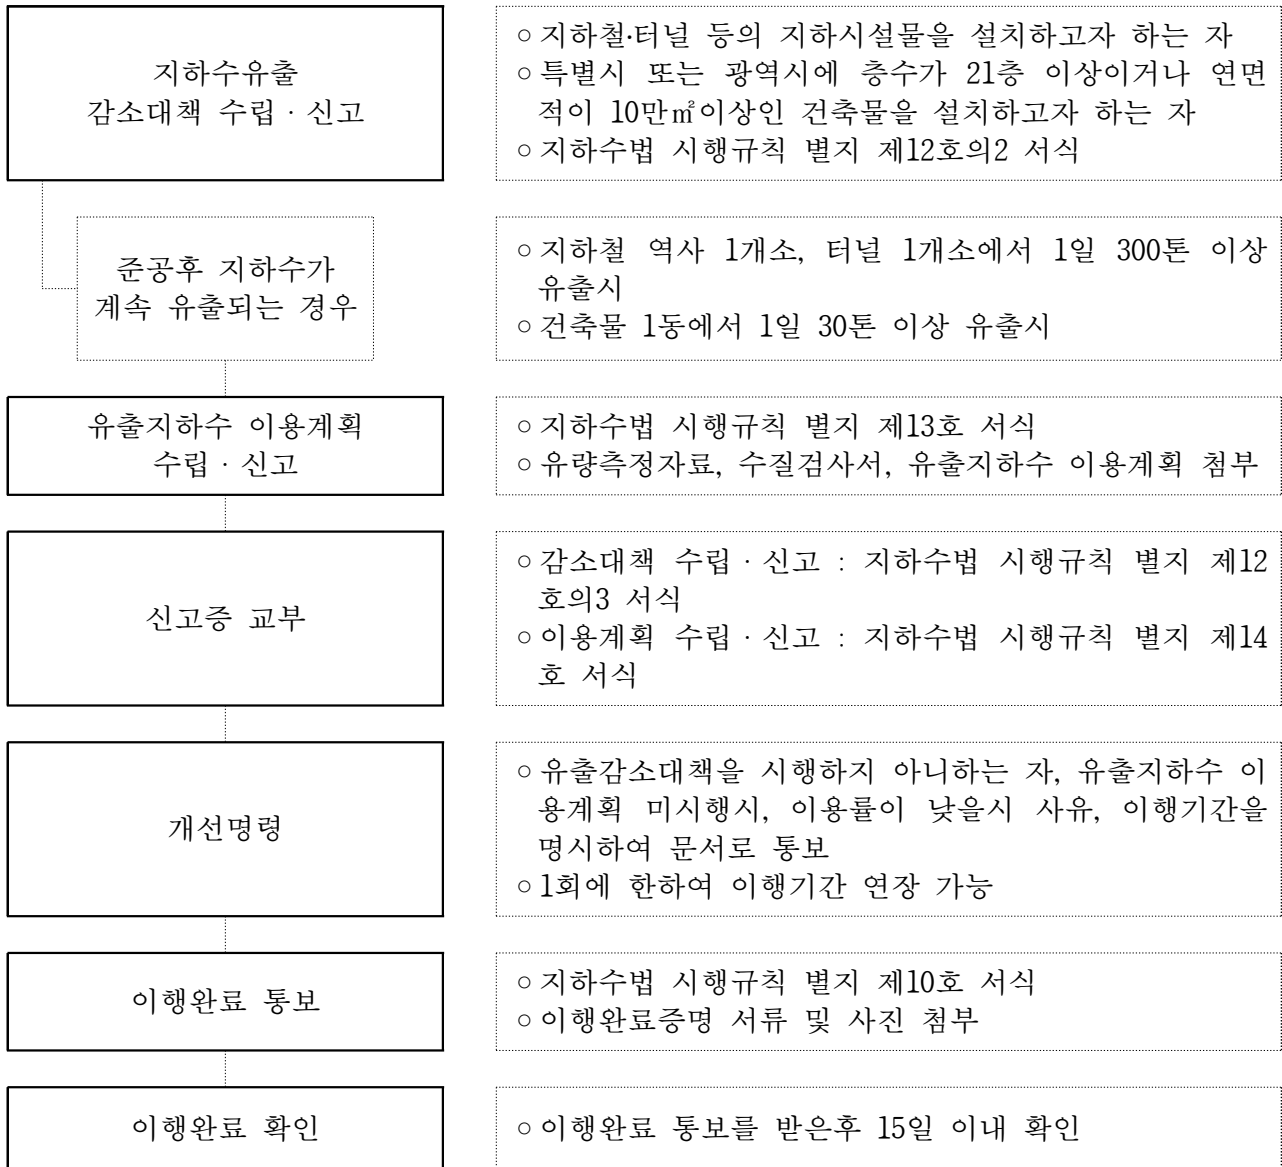 지하수유출
감소대책 수립 · 신고
○ 지하철·터널 등의 지하시설물을 설치하고자 하는 자
○ 특별시 또는 광역시에 층수가 21층 이상이거나 연면
적이 10만㎡이상인 건축물을 설치하고자 하는 자
○ 지하수법 시행규칙 별지 제12호의2 서식
준공후 지하수가
계속 유출되는 경우
○ 지하철 역사 1개소, 터널 1개소에서 1일 300톤 이상
유출시
○ 건축물 1동에서 1일 30톤 이상 유출시
유출지하수 이용계획
수립 · 신고
○ 지하수법 시행규칙 별지 제13호 서식
○ 유량측정자료, 수질검사서, 유출지하수 이용계획 첨부
신고증 교부
○ 감소대책 수립 · 신고 : 지하수법 시행규칙 별지 제12
호의3 서식
○ 이용계획 수립 · 신고 : 지하수법 시행규칙 별지 제14
호 서식
개선명령
○ 유출감소대책을 시행하지 아니하는 자, 유출지하수 이
용계획 미시행시, 이용률이 낮을시 사유, 이행기간을
명시하여 문서로 통보
○ 1회에 한하여 이행기간 연장 가능
이행완료 통보
○ 지하수법 시행규칙 별지 제10호 서식
○ 이행완료증명 서류 및 사진 첨부
이행완료 확인
○ 이행완료 통보를 받은후 15일 이내 확인